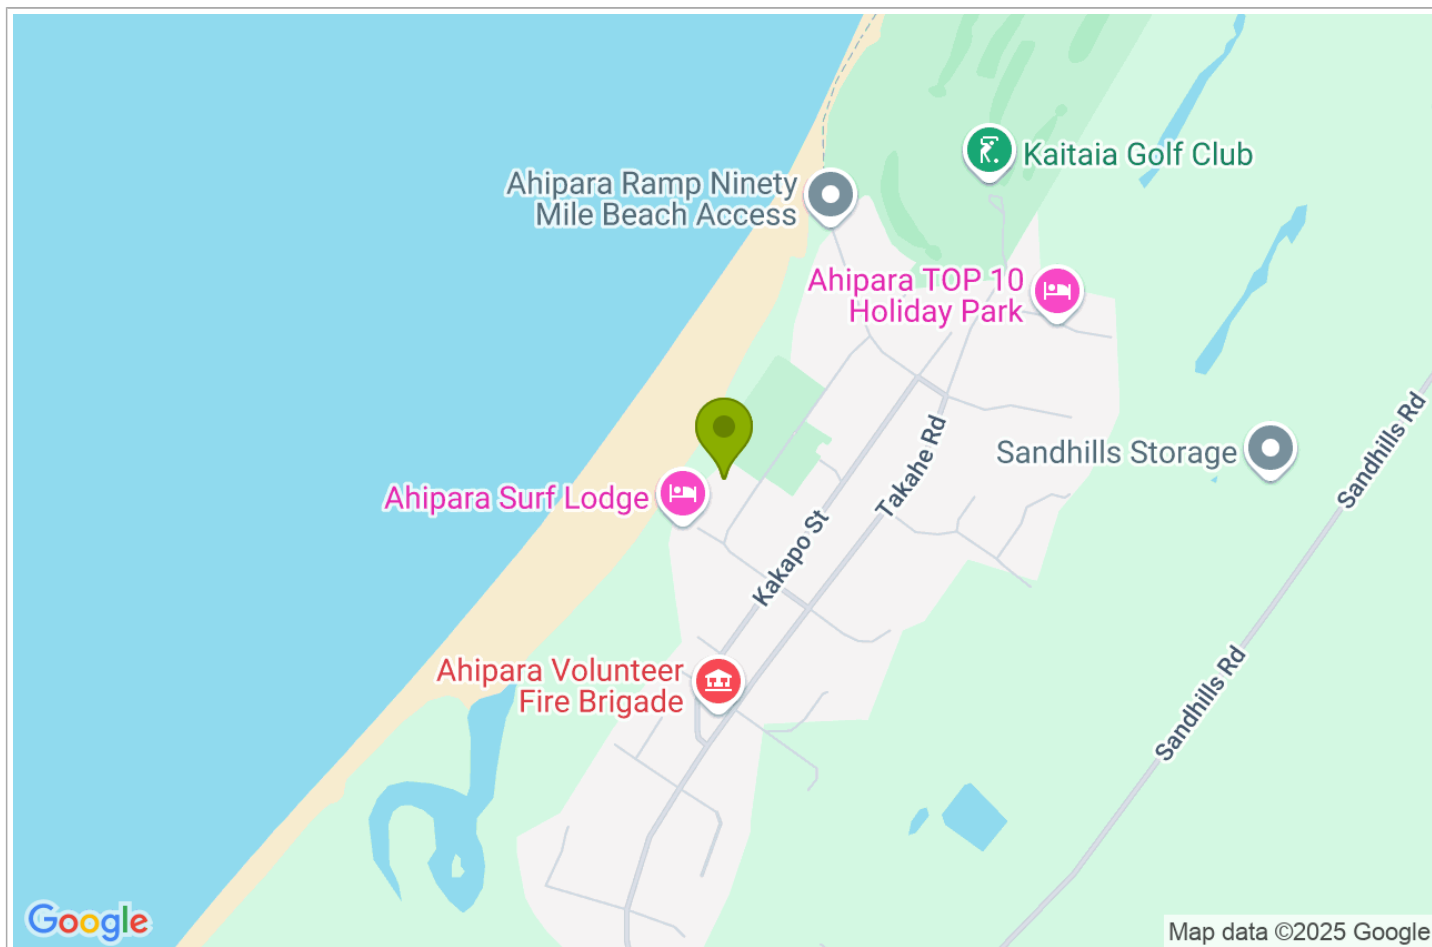 Kaitaia Golf Club
Ahipara Ramp Ninety
Mile Beach Access
Ahipara TOP 10
Holiday Park
Sandhills Rd
Takahe Rd
Sandhills Storage
Ahipara Surf Lodge
Kakapo St
Ahipara Volunteer
Fire Brigade
Sandhills Rd
Google
Map data ©2025 Google